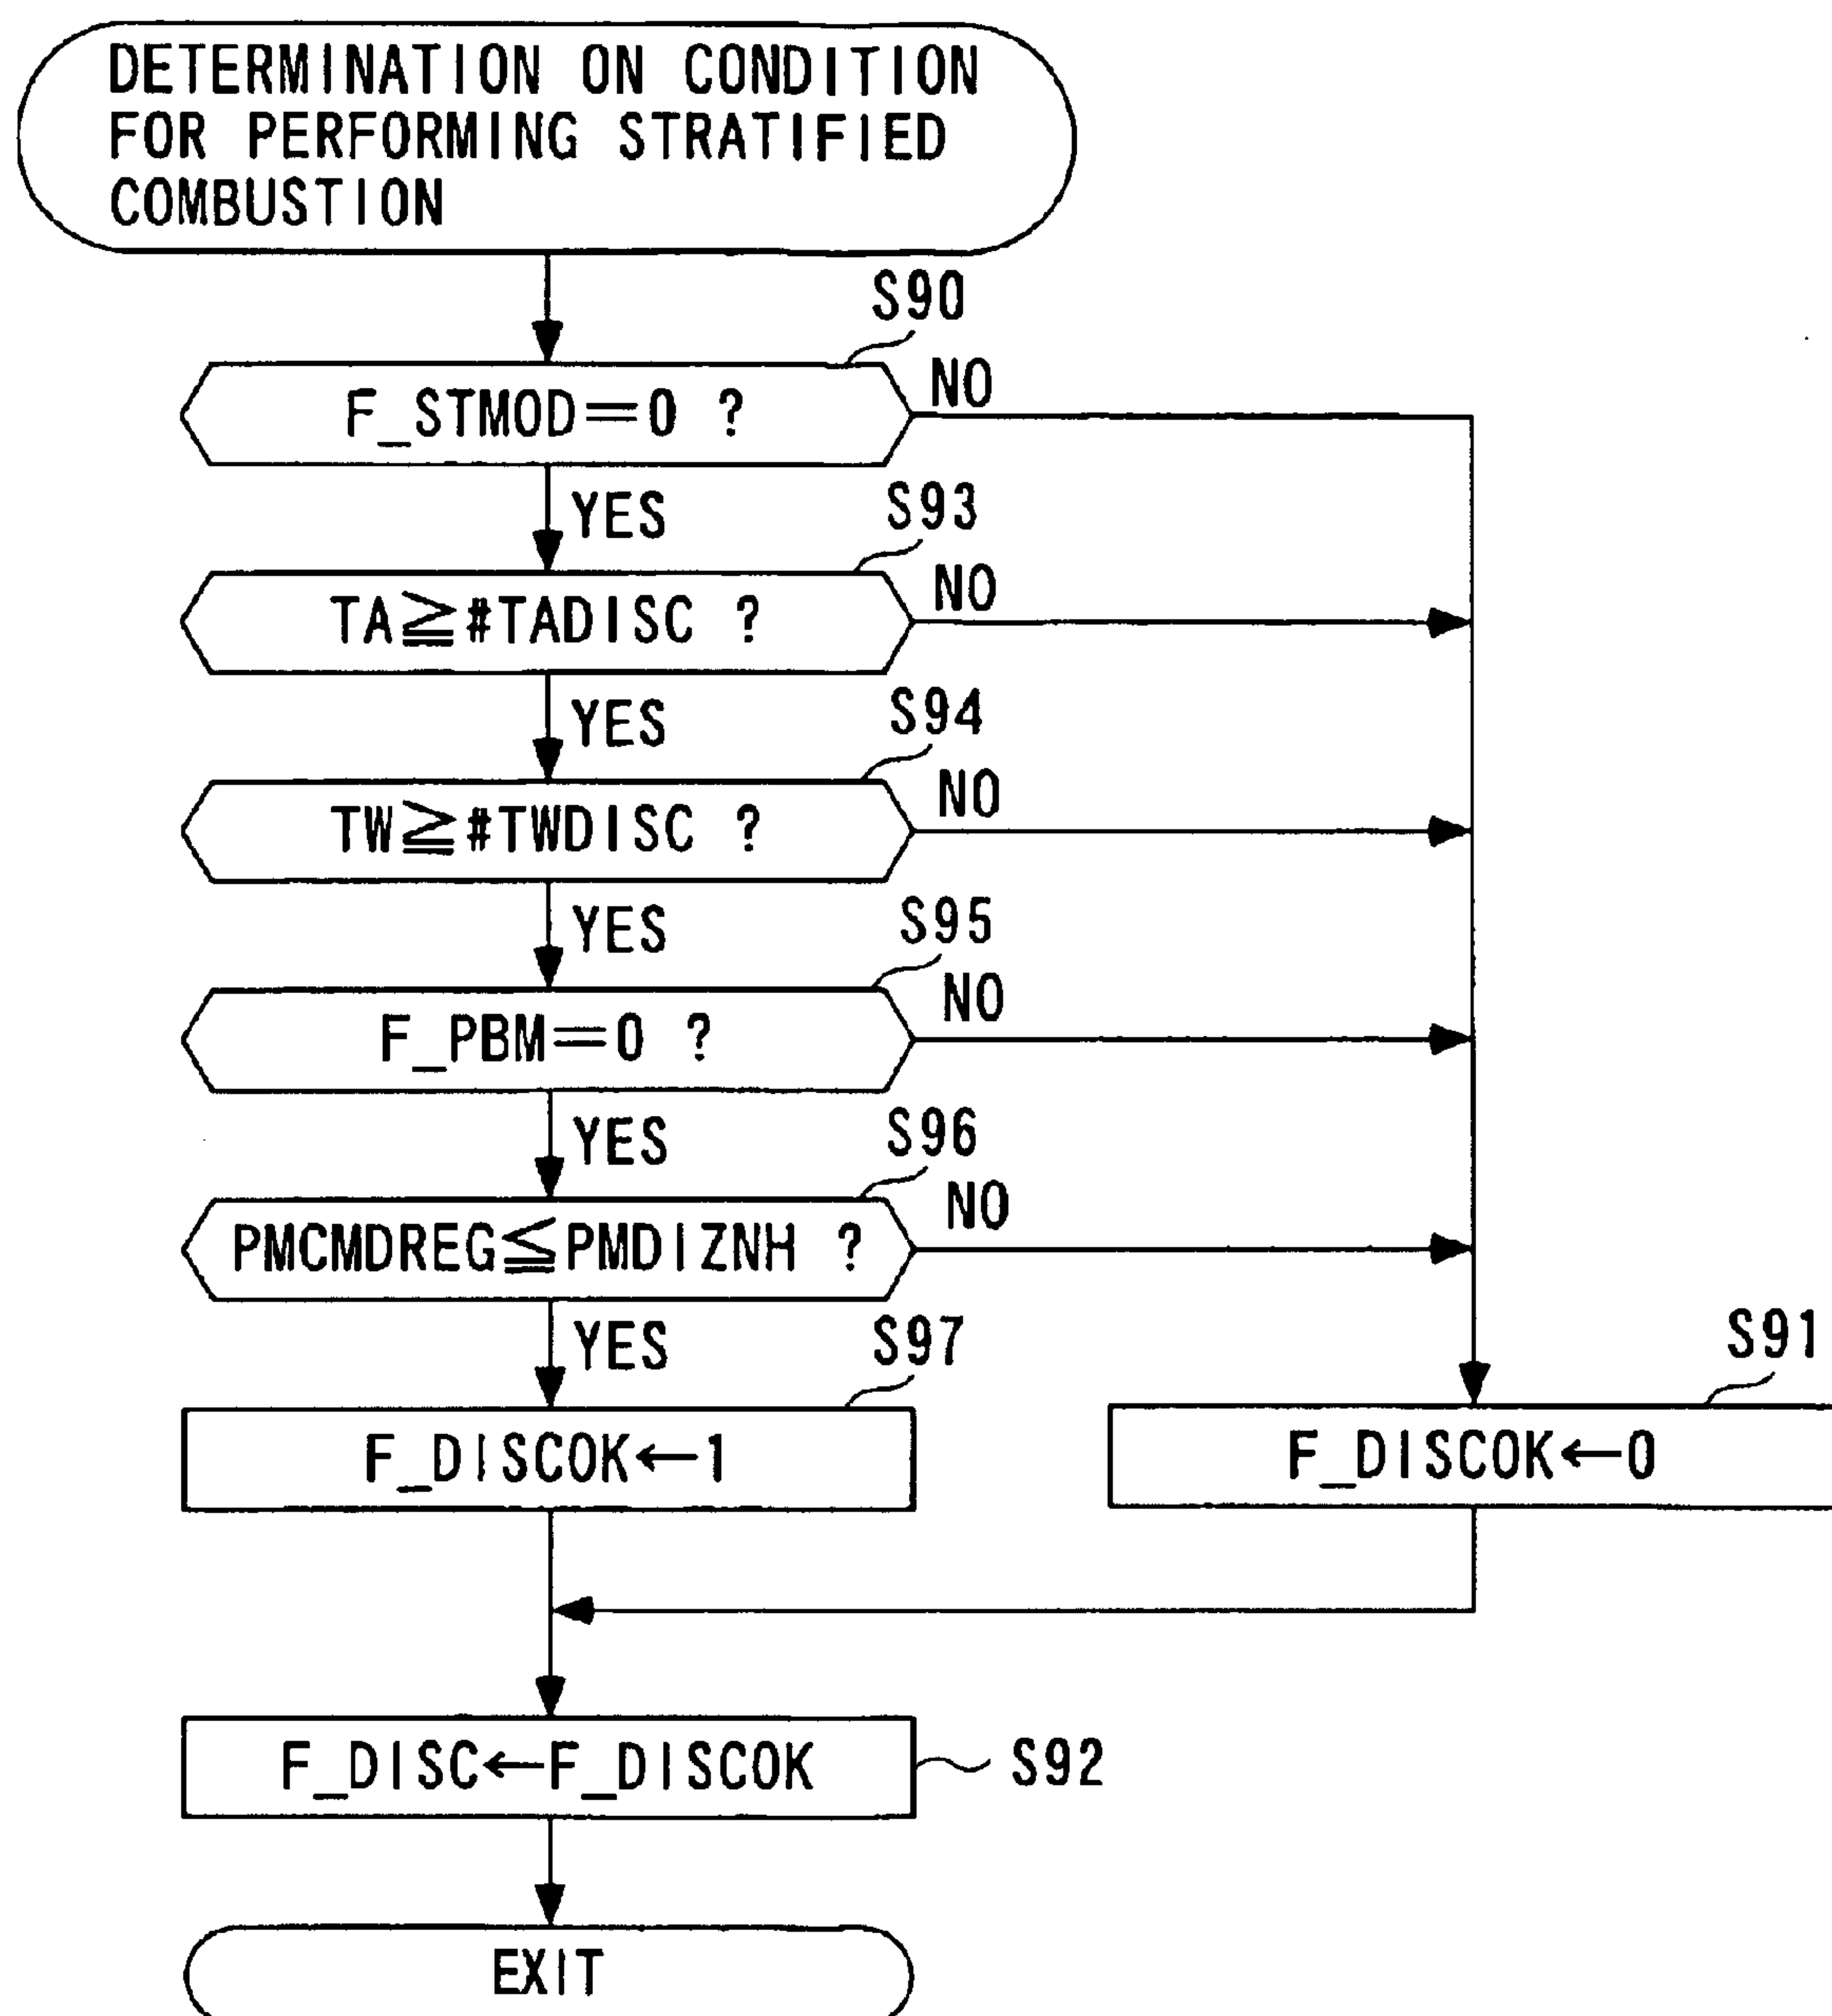 DETERMINATION ON CONDITION
FOR PERFORMING STRATIFIED
COMBUSTION
S90
F_STMOD=0 ?
NO
YES
S93
TA≧#TADISC ?
NO
YES
S94
TW≧#TWDISC ?
NO
YES
S95
F_PBM=0 ?
NO
YES
S96
PMCMDREG≦PMDIZNH ?
NO
YES
S97
F_DISCOK←1
S91
F_DISCOK←0
F_DISC←F_DISCOK
S92
EXIT